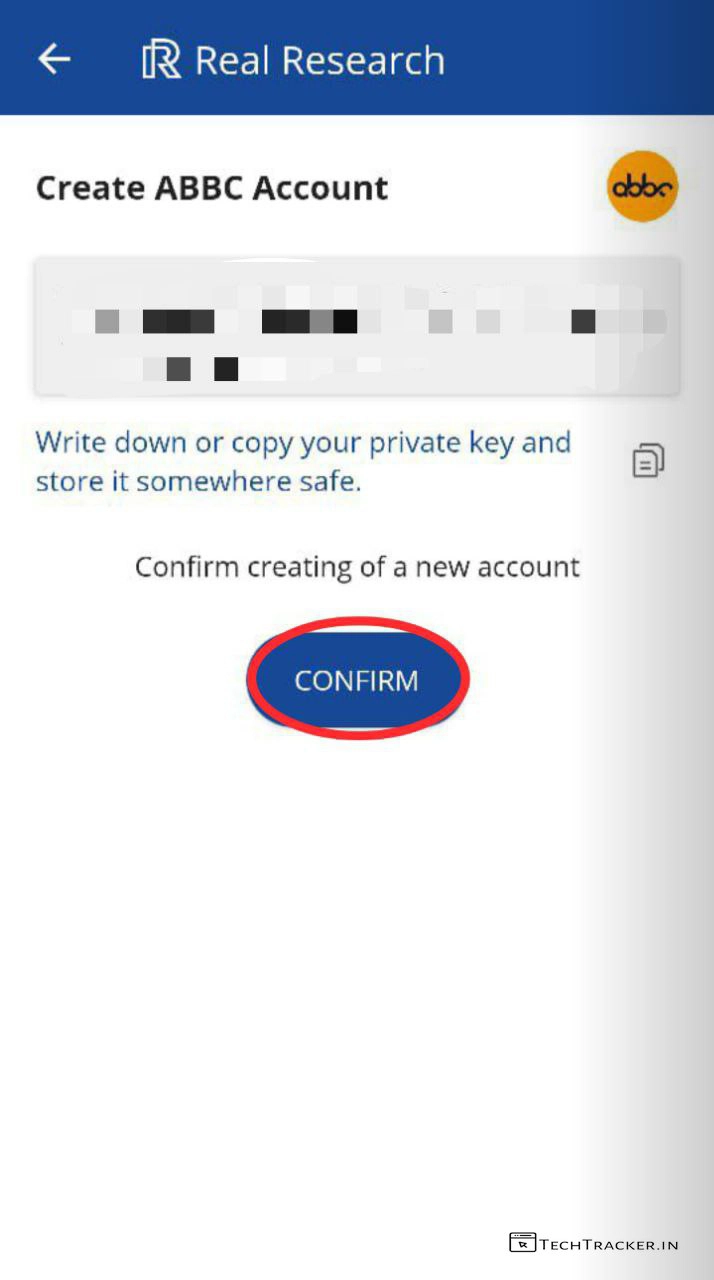 Real Research
Create ABBC Account
abbc
Write down or copy your private key and
store it somewhere safe.
Confirm creating of a new account
CONFIRM
TECHTRACKER.IN